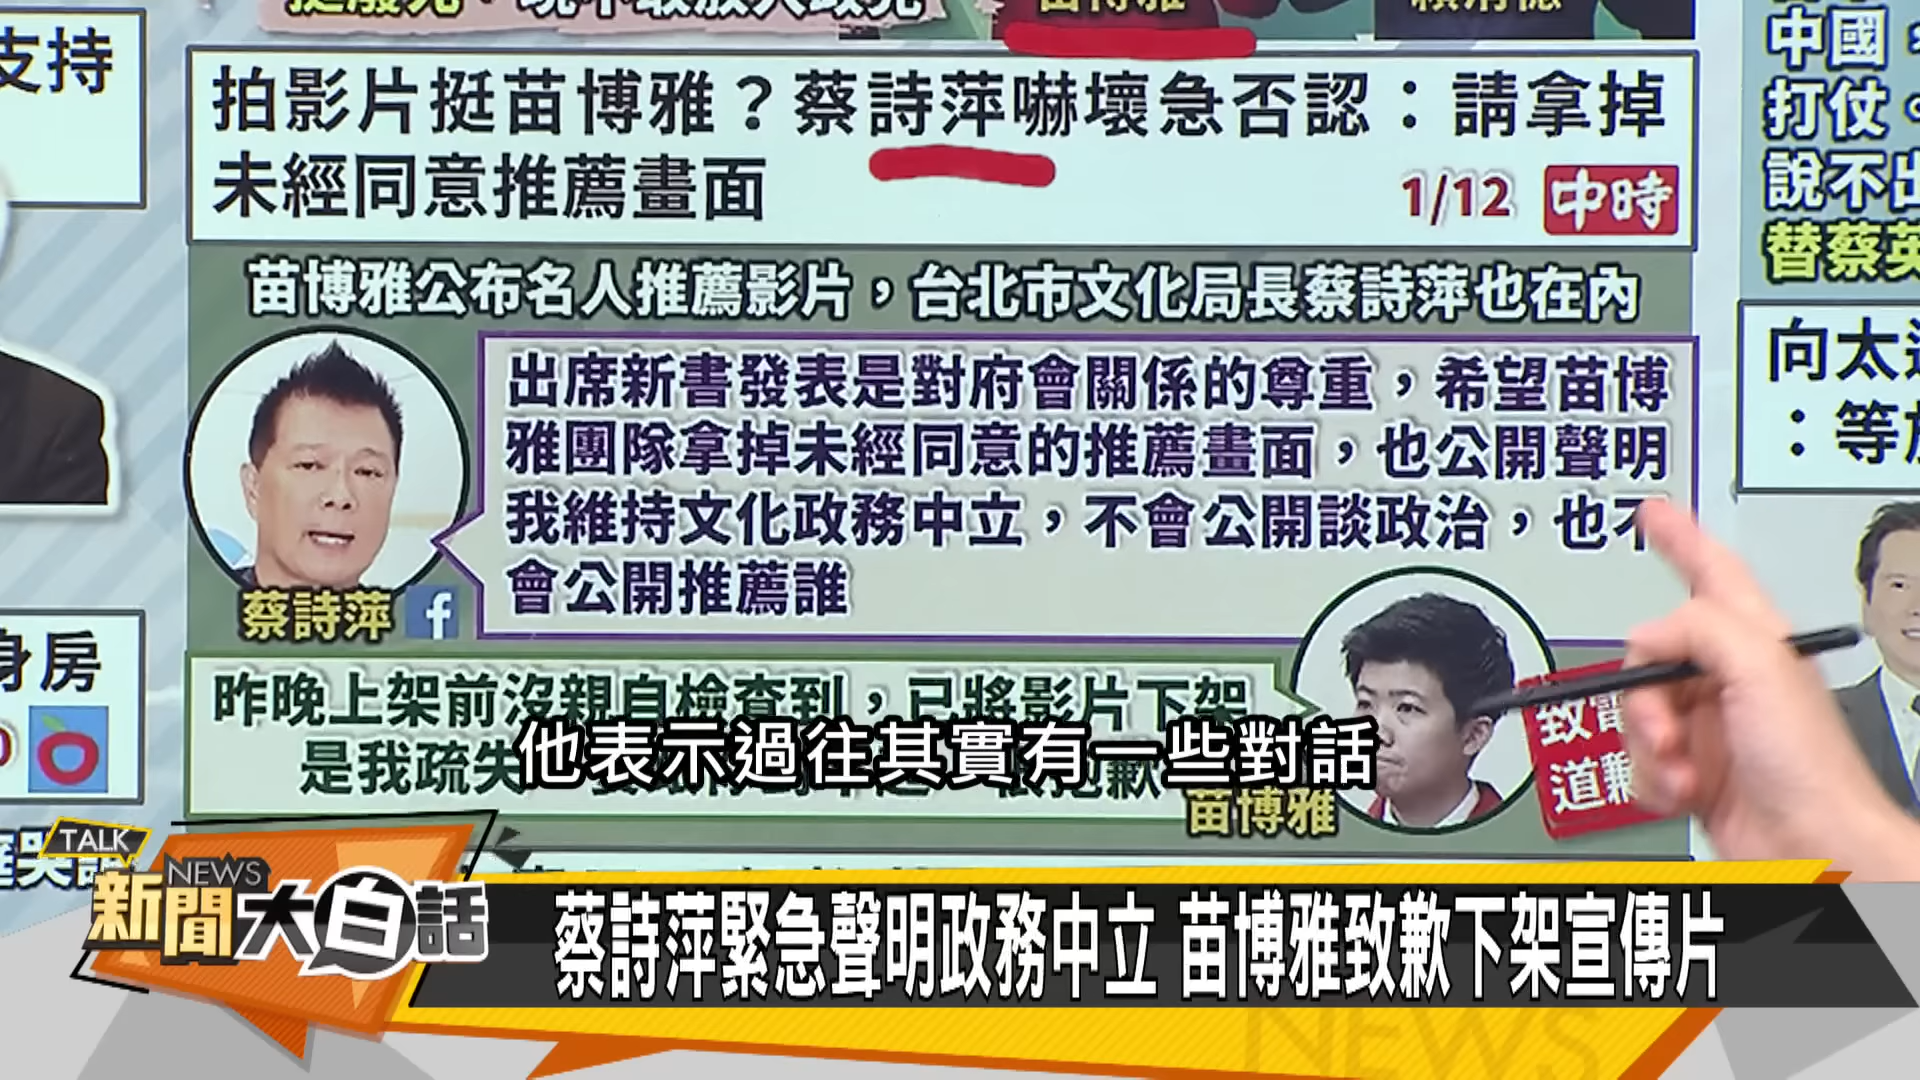 支持
苗博雅
賴清德
中國，
打仗。
說不出
替蔡英
拍影片挺苗博雅？蔡詩萍嚇壞急否認：請拿掉
未經同意推薦畫面
1/12 中時
苗博雅公布名人推薦影片，台北市文化局長蔡詩萍也在內
向太
：等於
出席新書發表是對府會關係的尊重，希望苗博
雅團隊拿掉未經同意的推薦畫面，也公開聲明
我維持文化政務中立，不會公開談政治，也不
會公開推薦誰
蔡詩萍 f
身房
昨晚上架前沒親自檢查到，已將影片下架
是我疏失
致電
道歉
苗博雅
他表示過往其實有一些對話
TALK
NEWS
新聞大白話
蔡詩萍緊急聲明政務中立 苗博雅致歉下架宣傳片
NEWS